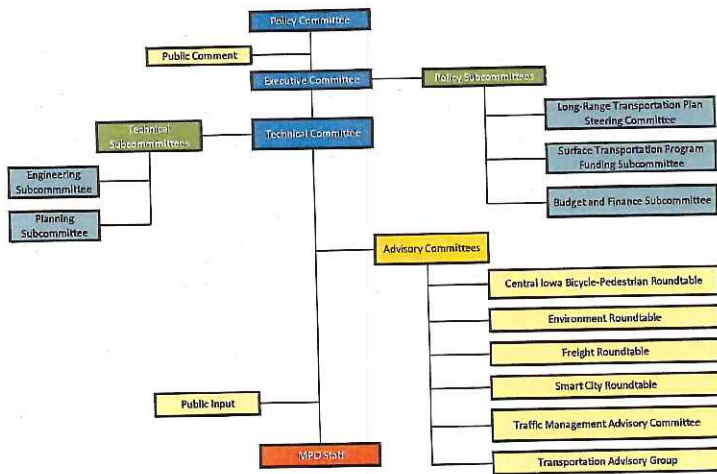 Policy Committee
Public Comment
Executive Committee
Policy Subcommittees
Long-Range Transportation Plan
Steering Committee
Technical
Subcommmittees
Technical Committee
Surface Transportation Program
Funding Subcommittee
Engineering
Subcommmittee
Budget and Finance Subcommittee
Planning
Subcommittee
Advisory Committees
Central Iowa Bicycle-Pedestrian Roundtable
Environment Roundtable
Freight Roundtable
Smart City Roundtable
Public Input
Traffic Management Advisory Committee
MPO Staff
Transportation Advisory Group